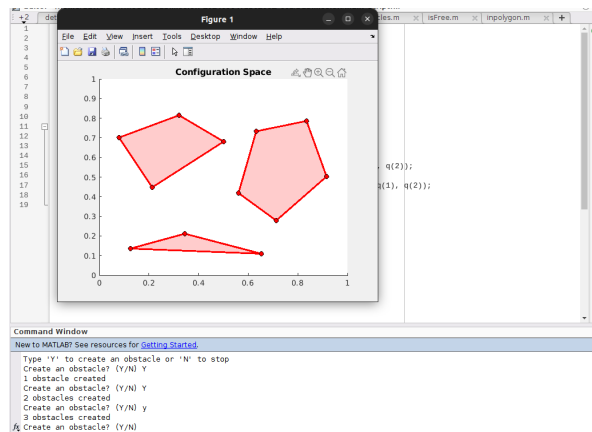 +2
Figure 1
cles.m × isFree.m × inpolygon.m × +
File Edit View Insert Tools Desktop Window Help
Configuration Space
1
0.9
0.8
0.7
0.6
0.5
0.4
0.3
0.2
0.1
0
0 0.2 0.4 0.6 0.8 1
1
2
3
4
5
6
7
8
9
10
11
12
13
14
15
16
17
18
19
, q(2));
q(1), q(2));
Command Window
New to MATLAB? See resources for Getting Started.
Type 'Y' to create an obstacle or 'N' to stop
Create an obstacle? (Y/N) Y
1 obstacle created
Create an obstacle? (Y/N) Y
2 obstacles created
Create an obstacle? (Y/N) y
3 obstacles created
fx Create an obstacle? (Y/N)